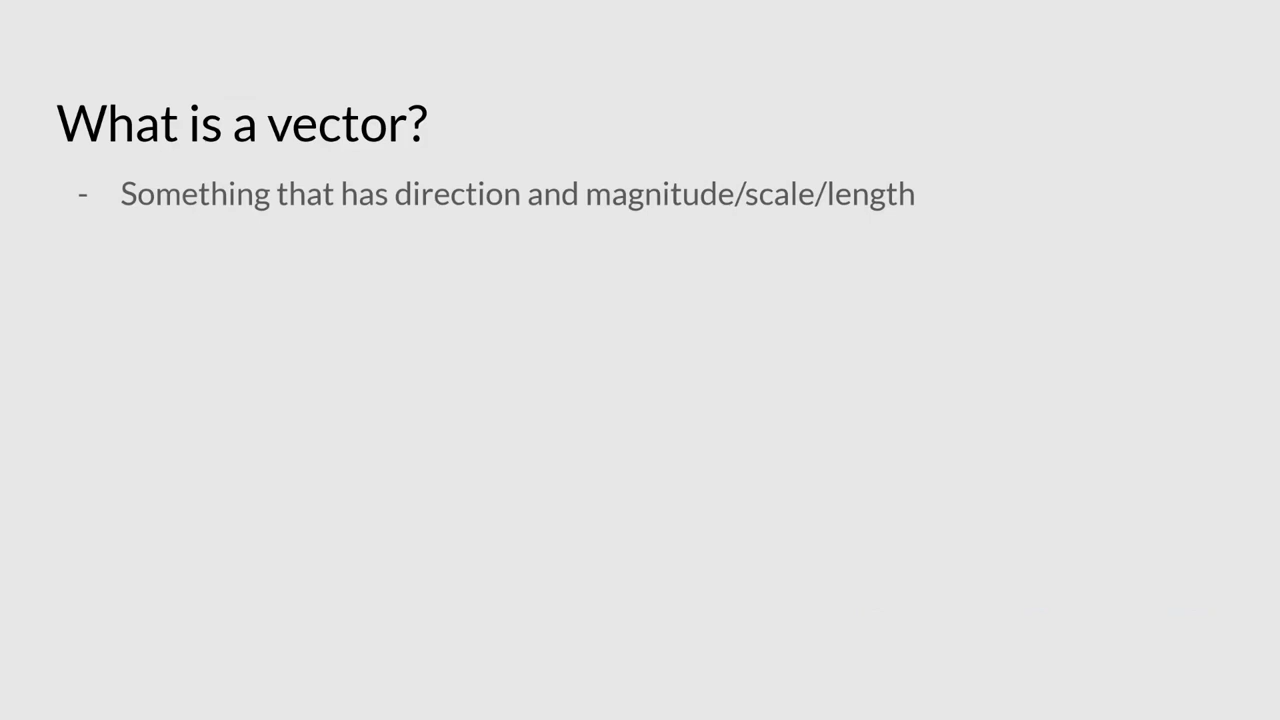 What is a vector?
- Something that has direction and magnitude/scale/length